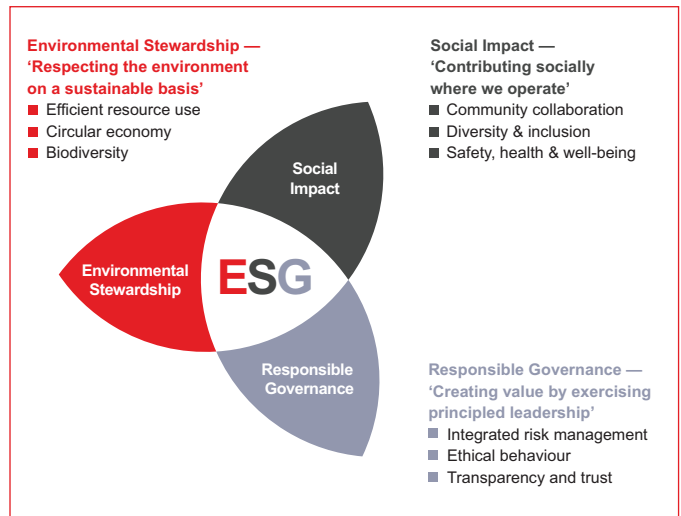 Environmental Stewardship —
‘Respecting the environment
on a sustainable basis’
Efficient resource use
Circular economy
Biodiversity
Social Impact —
‘Contributing socially
where we operate’
Community collaboration
Diversity & inclusion
Safety, health & well-being
Social
Impact
Environmental
Stewardship
ESG
Responsible
Governance
Responsible Governance —
‘Creating value by exercising
principled leadership’
Integrated risk management
Ethical behaviour
Transparency and trust